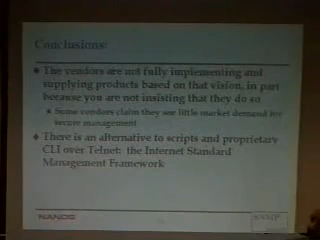 Conclusions:
The vendors are not fully implementing and
supplying products based on that vision, in part
because you are not insisting that they do so
Some vendors claim they see little market demand for
secure management
There is an alternative to scripts and proprietary
CLI over Telnet: the Internet Standard
Management Framework
NANOG